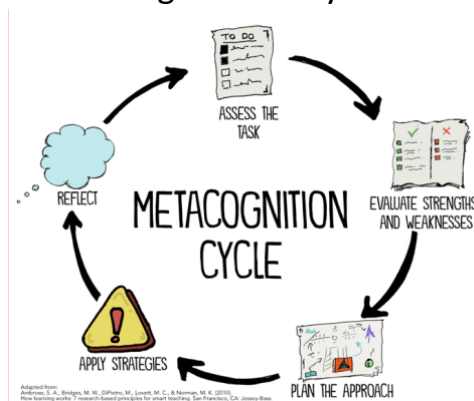 TO DO
ASSESS THE
TASK
EVALUATE STRENGTHS
AND WEAKNESSES
PLAN THE APPROACH
APPLY STRATEGIES
REFLECT
METACOGNITION
CYCLE
Adapted from:
Ambrose, S. A., Bridges, M. W., DiPietro, M., Lovett, M. C., & Norman, M. K. (2010).
How learning works: 7 research-based principles for smart teaching. San Francisco, CA: Jossey-Bass.